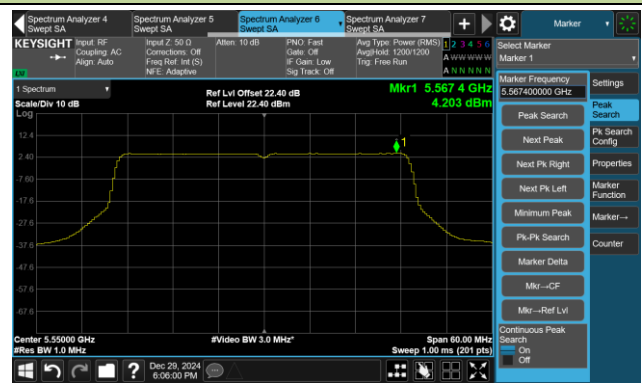 Spectrum Analyzer 4
Swept SA
Spectrum Analyzer 5
Swept SA
Spectrum Analyzer 6
Swept SA
Spectrum Analyzer 7
Swept SA
Marker
KEYSIGHT
Input: RF
Coupling: AC
Align: Auto
Input Z: 50 Ω
Corrections: Off
Freq Ref: Int (S)
NFE: Adaptive
Atten: 10 dB
PNO: Fast
Gate: Off
IF Gain: Low
Sig Track: Off
Avg Type: Power (RMS)
Avg|Hold: 1200/1200
Trig: Free Run
1 2 3 4 5 6
A W W W W W
A N N N N N
LXI
Select Marker
Marker 1
1 Spectrum
Scale/Div 10 dB
Log
Ref Lvl Offset 22.40 dB
Ref Level 22.40 dBm
Mkr1 5.567 4 GHz
4.203 dBm
12.4
2.40
-7.60
-17.6
-27.6
-37.6
-47.6
-57.6
-67.6
1
Center 5.55000 GHz
#Res BW 1.0 MHz
#Video BW 3.0 MHz*
Span 60.00 MHz
Sweep 1.00 ms (201 pts)
Marker Frequency
5.567400000 GHz
Peak Search
Next Peak
Next Pk Right
Next Pk Left
Minimum Peak
Pk-Pk Search
Marker Delta
Mkr→CF
Mkr→Ref Lvl
Continuous Peak
Search
On
Off
Settings
Peak
Search
Pk Search
Config
Properties
Marker
Function
Marker→
Counter
?
Dec 29, 2024
6:06:00 PM